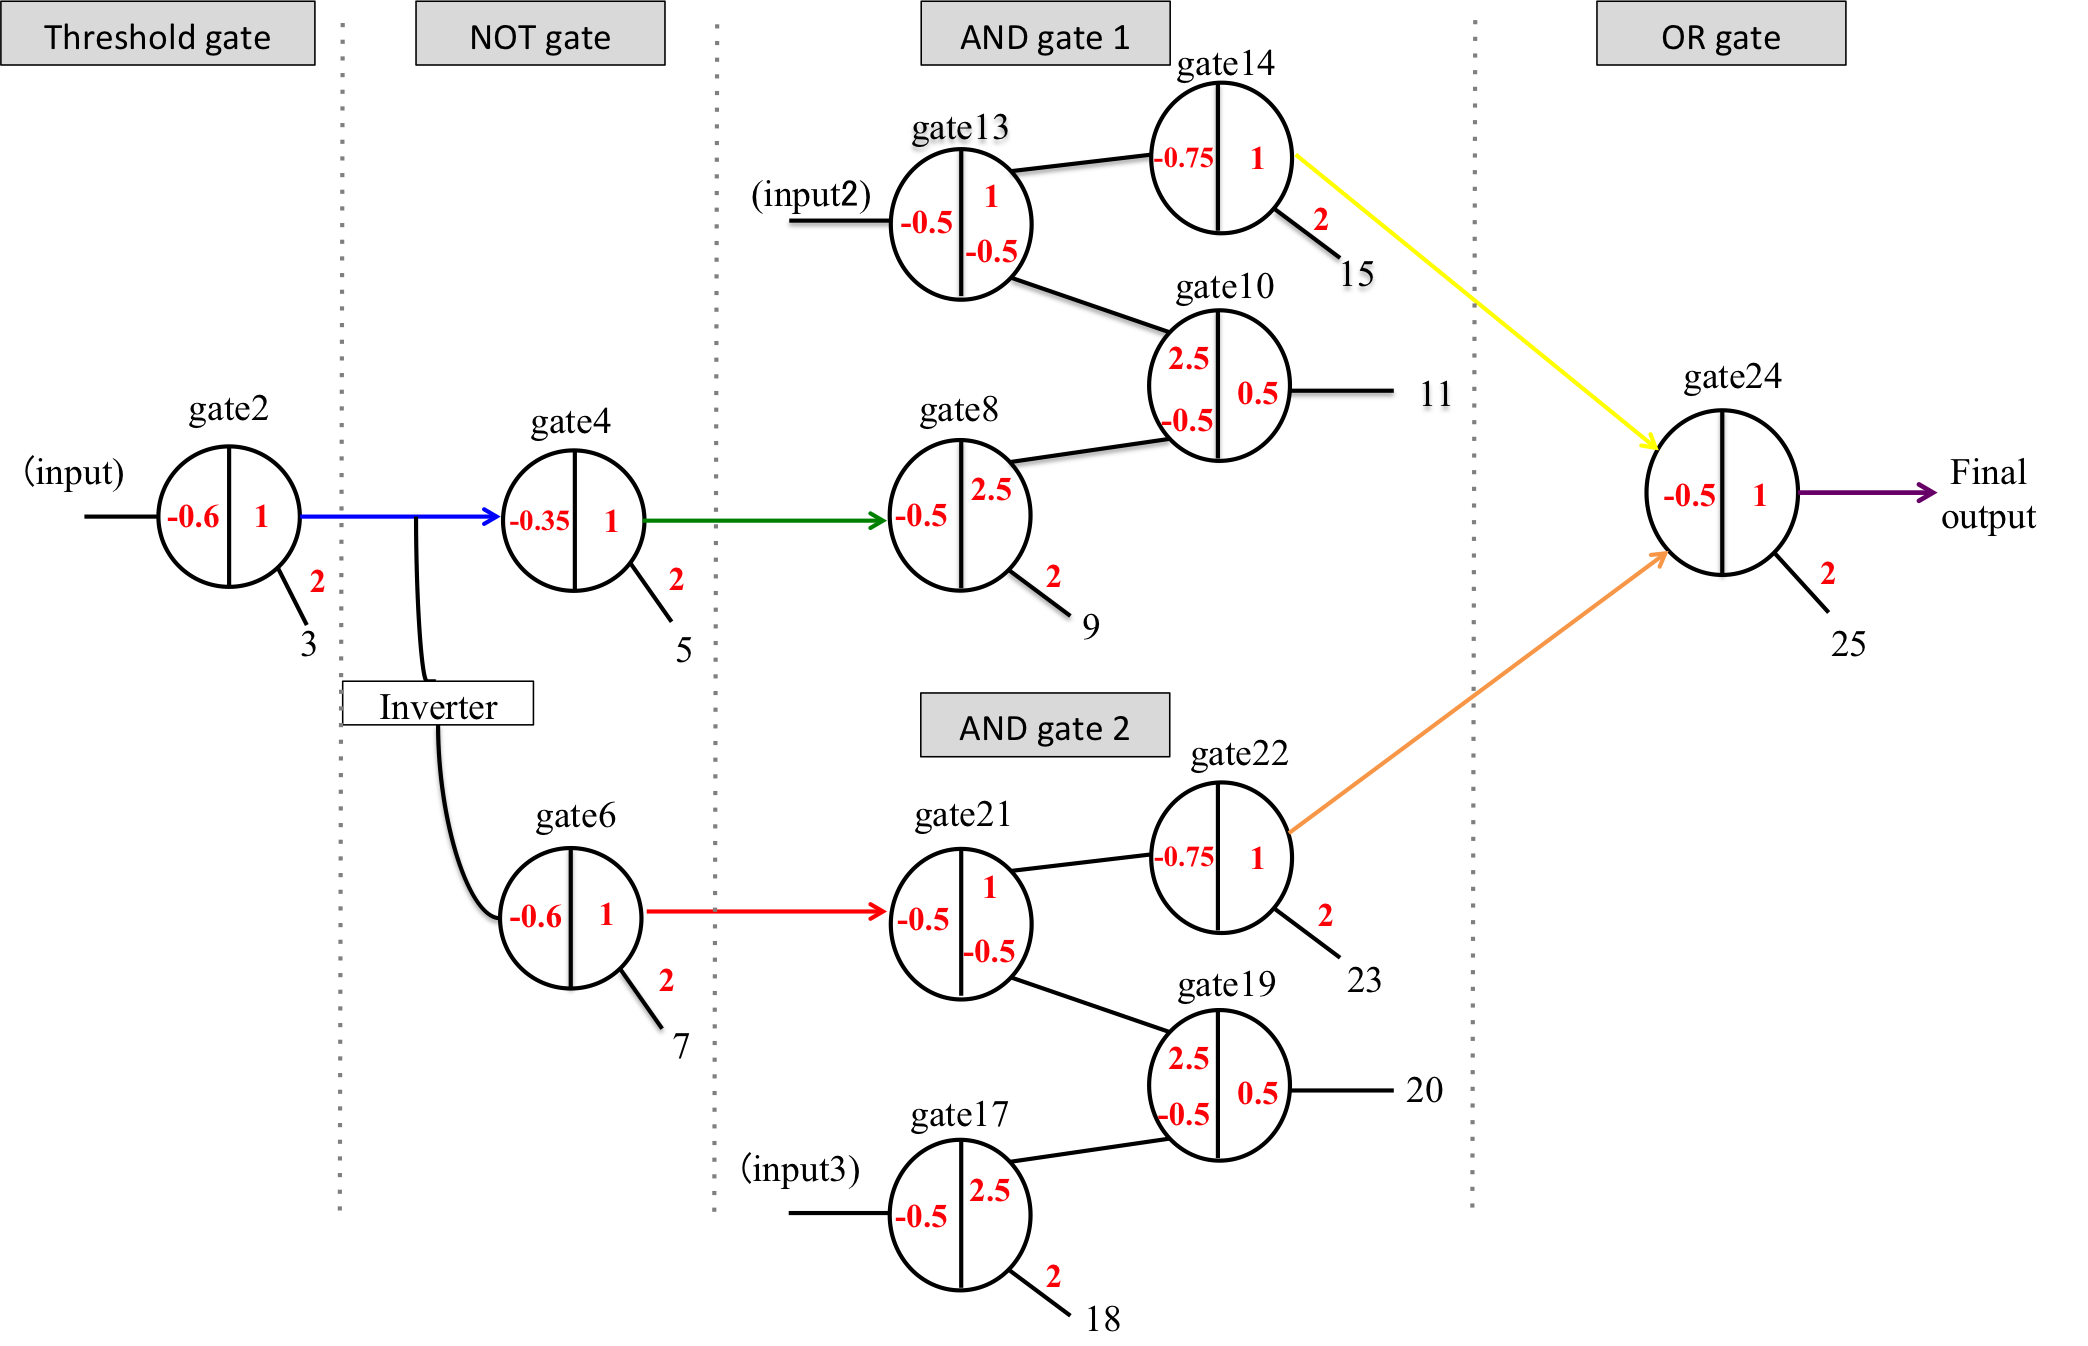 Threshold gate
NOT gate
AND gate 1
OR gate
gate14
-0.75 1
2
15
gate13
(input2)
-0.5
1
-0.5
gate10
2.5
-0.5
0.5
11
gate2
(input)
-0.6 1
2
3
gate4
-0.35 1
2
5
gate8
-0.5
2.5
2
9
gate24
-0.5 1
2
25
Final
output
Inverter
AND gate 2
gate6
-0.6 1
2
7
gate22
-0.75 1
2
23
gate21
-0.5
1
-0.5
gate19
2.5
-0.5
0.5
20
gate17
(input3)
-0.5
2.5
2
18